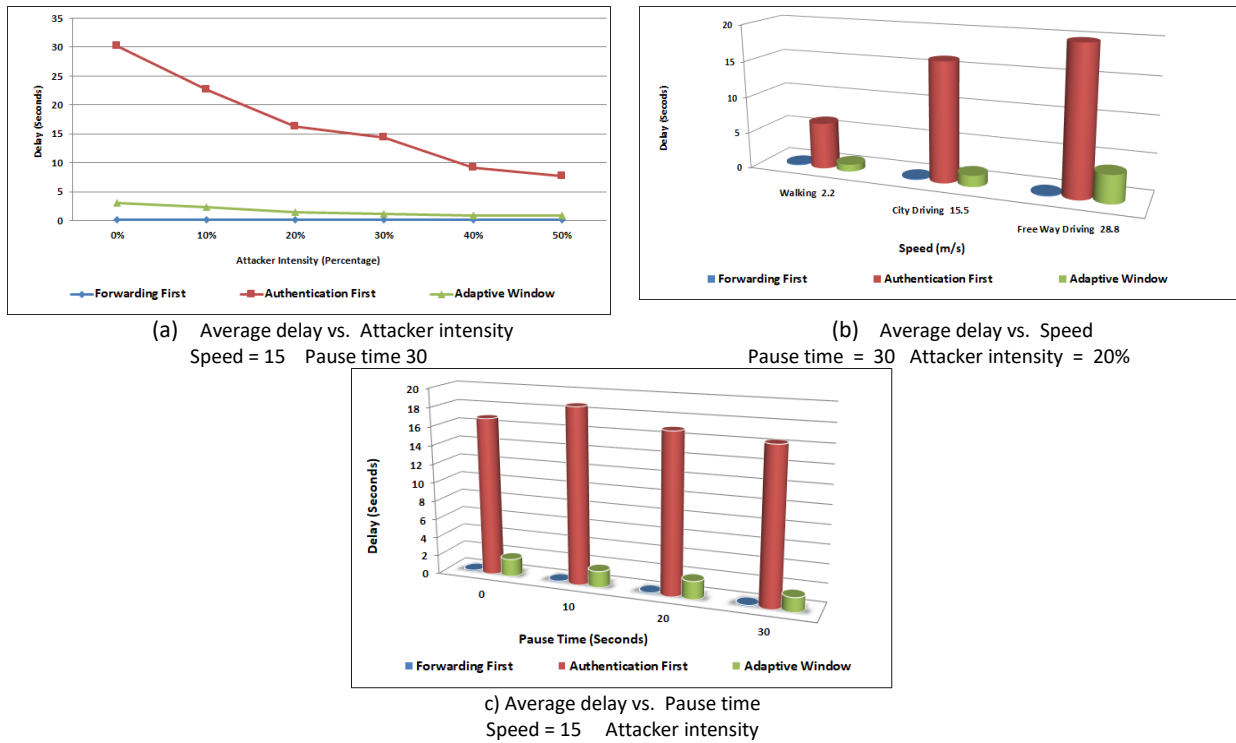 35
30
25
20
15
10
5
0
Delay (Seconds)
0% 10% 20% 30% 40% 50%
Attacker Intensity (Percentage)
Forwarding First Authentication First Adaptive Window
(a) Average delay vs. Attacker intensity
Speed = 15 Pause time 30
20
15
10
5
0
Delay (Seconds)
Walking 2.2 City Driving 15.5 Free Way Driving 28.8
Speed (m/s)
Forwarding First Authentication First Adaptive Window
(b) Average delay vs. Speed
Pause time = 30 Attacker intensity = 20%
20
18
16
14
12
10
8
6
4
2
0
Delay (Seconds)
0 10 20 30
Pause Time (Seconds)
Forwarding First Authentication First Adaptive Window
c) Average delay vs. Pause time
Speed = 15 Attacker intensity